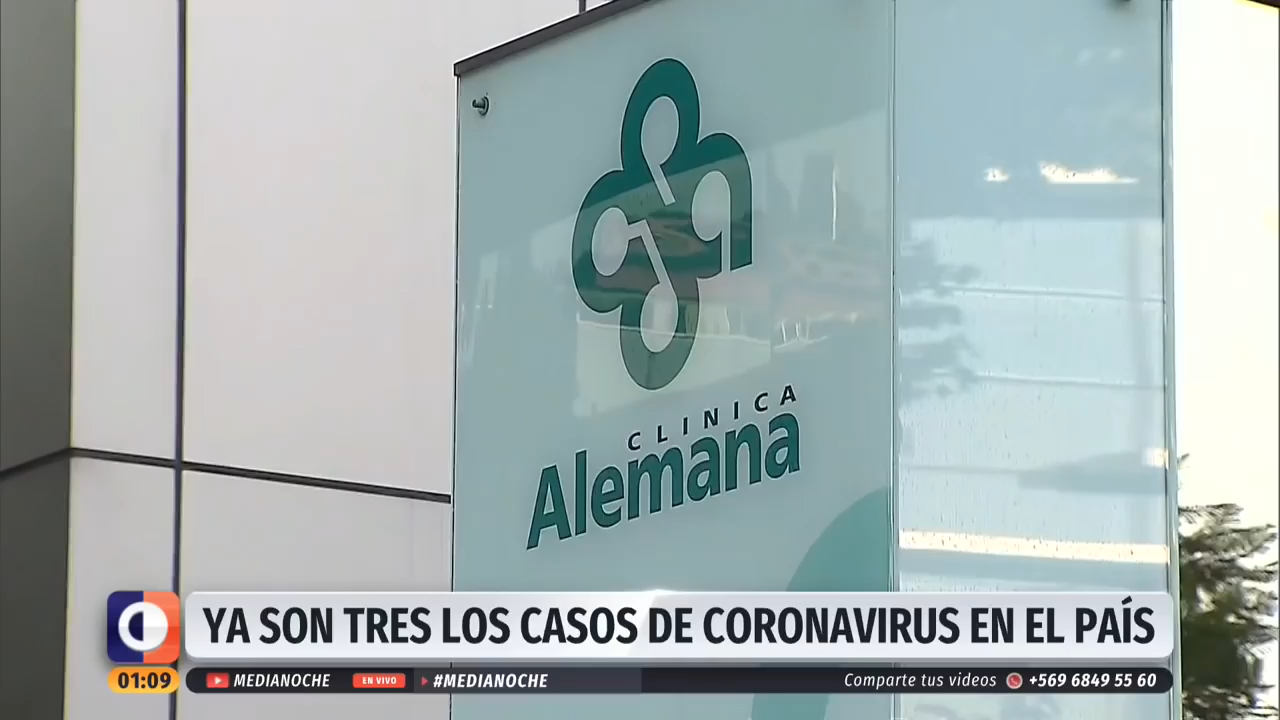 CLINICA
Alemana
YA SON TRES LOS CASOS DE CORONAVIRUS EN EL PAÍS
01:09
MEDIANOCHE EN VIVO #MEDIANOCHE Comparte tus videos +569 6849 55 60